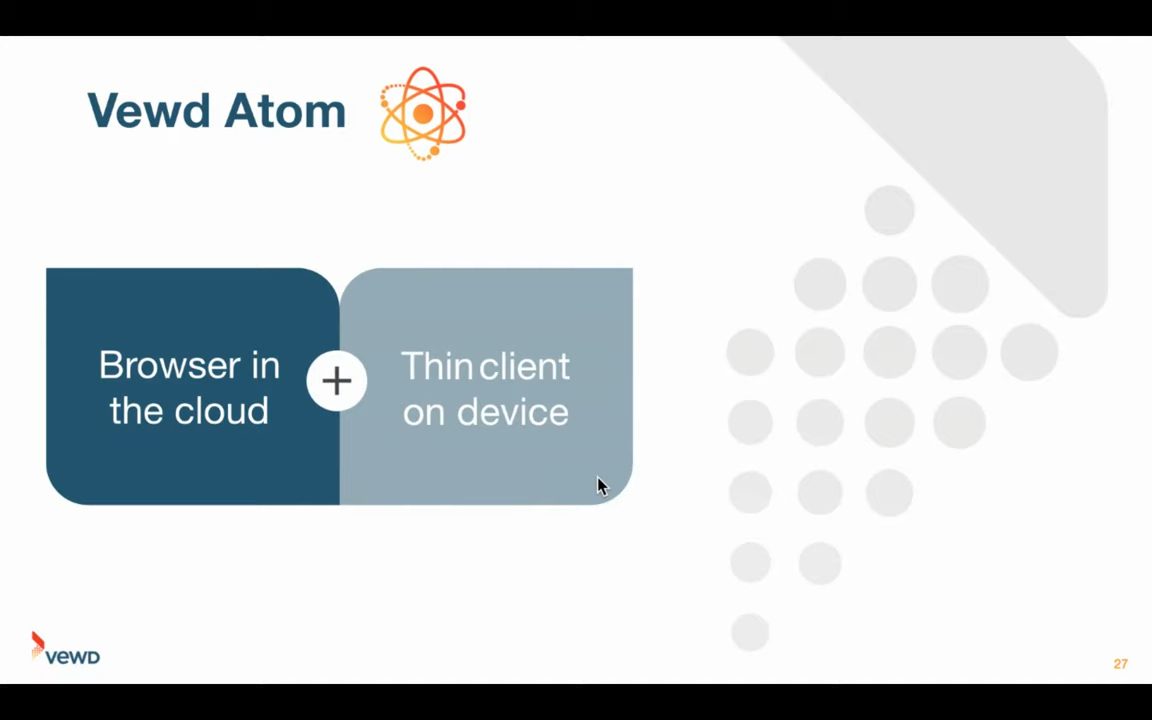 Vewd Atom
Browser in
the cloud
+
Thin client
on device
VEWD
27